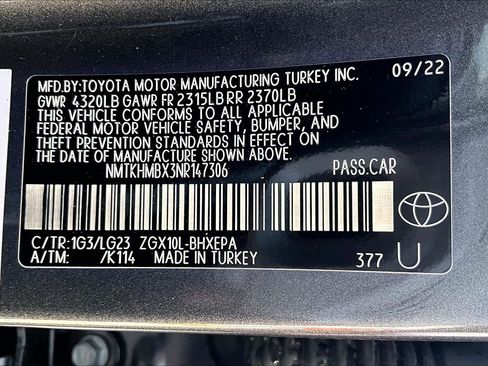 MFD.BY:TOYOTA MOTOR MANUFACTURING TURKEY INC. 09/22
GVWR 4320LB GAWR FR 2315LB RR 2370LB
THIS VEHICLE CONFORMS TO ALL APPLICABLE
FEDERAL MOTOR VEHICLE SAFETY, BUMPER, AND
THEFT PREVENTION STANDARDS IN EFFECT ON
THE DATE OF MANUFACTURE SHOWN ABOVE.
NMTKHMBX3NR147306 PASS.CAR
C/TR:1G3/LG23 ZGX10L-BHXEPA
A/TM: /K114 MADE IN TURKEY 377 U